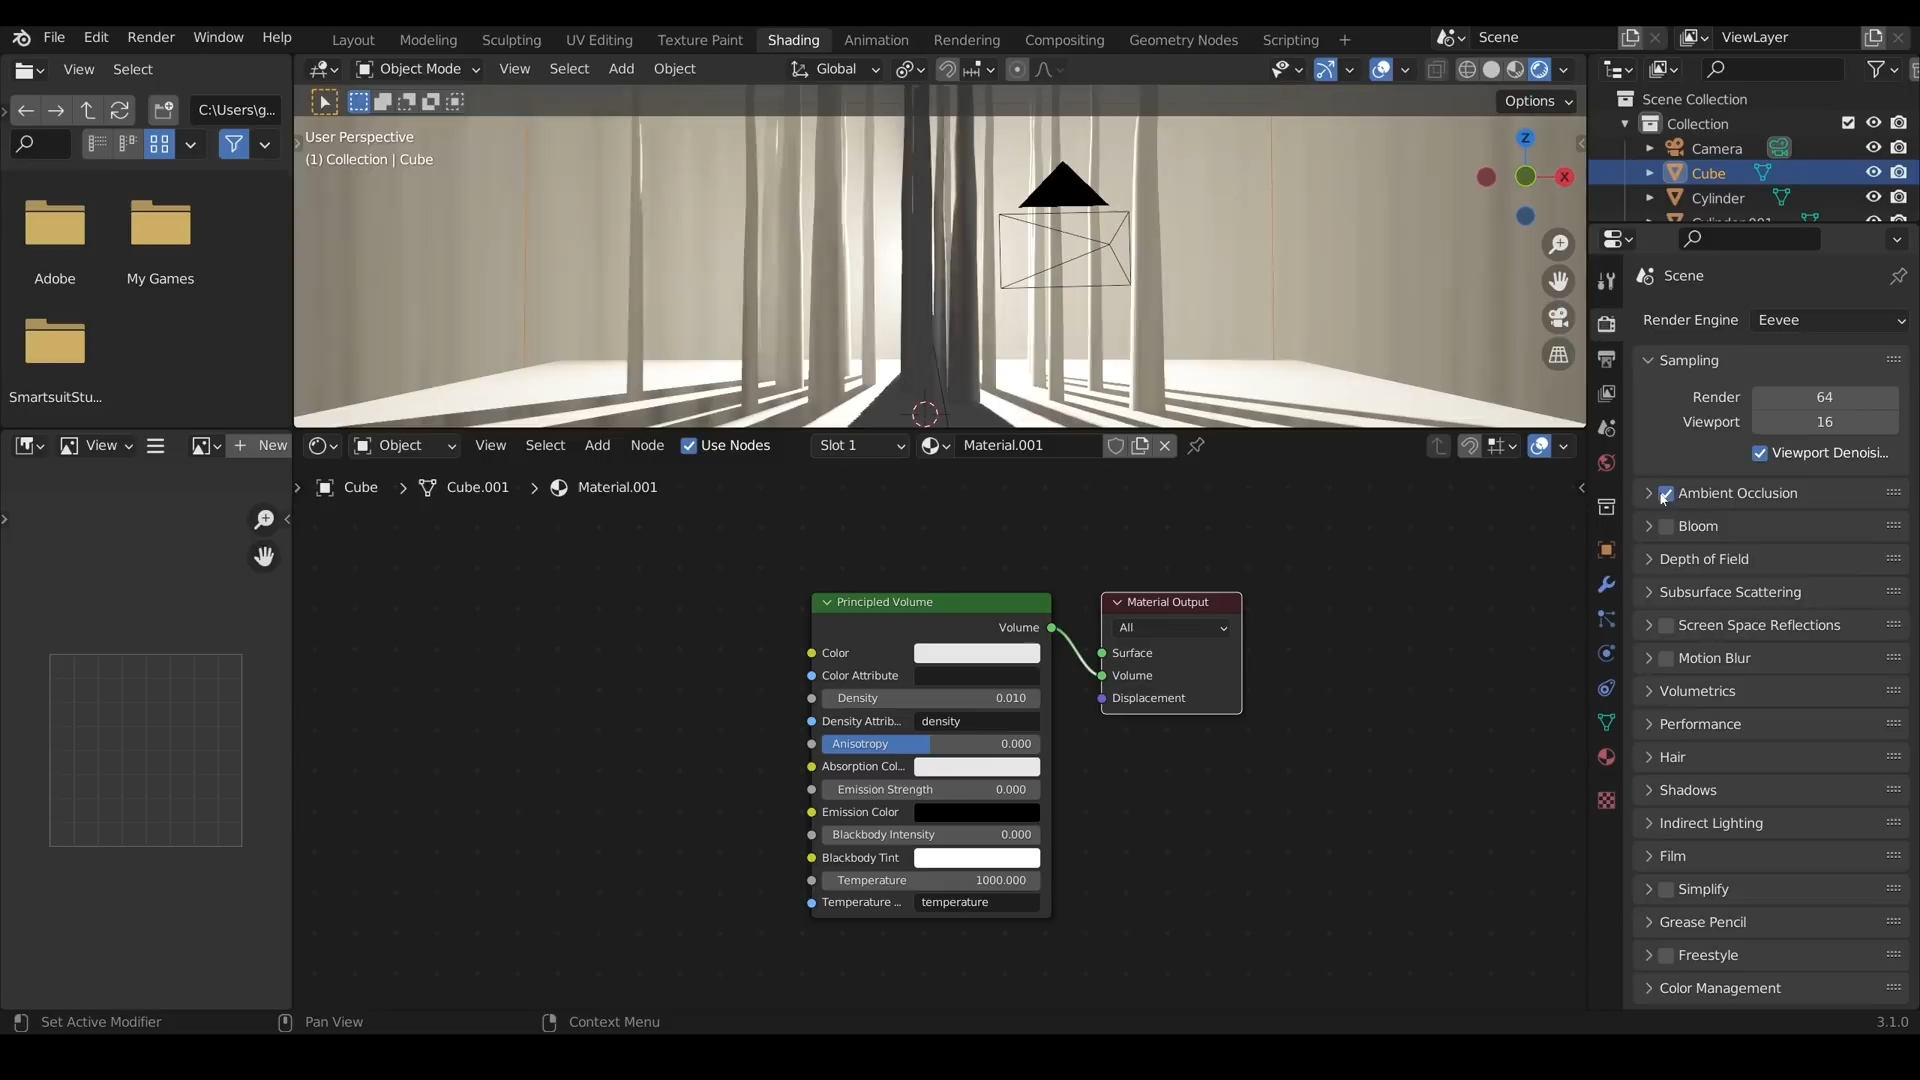 File Edit Render Window Help
Layout Modeling Sculpting UV Editing Texture Paint Shading Animation Rendering Compositing Geometry Nodes Scripting +
Scene
ViewLayer
View Select
Object Mode View Select Add Object
Global
C:\Users\g...
Options
User Perspective
(1) Collection | Cube
Z
X
Adobe
My Games
SmartsuitStu...
Scene Collection
Collection
Camera
Cube
Cylinder
Cylinder.001
Scene
Render Engine Eevee
Sampling
Render 64
Viewport 16
Viewport Denoisi...
Ambient Occlusion
Bloom
Depth of Field
Subsurface Scattering
Screen Space Reflections
Motion Blur
Volumetrics
Performance
Hair
Shadows
Indirect Lighting
Film
Simplify
Grease Pencil
Freestyle
Color Management
View
+ New
Object View Select Add Node Use Nodes Slot 1 Material.001
Cube > Cube.001 > Material.001
Principled Volume
Volume
Color
Color Attribute
Density 0.010
Density Attrib... density
Anisotropy 0.000
Absorption Col...
Emission Strength 0.000
Emission Color
Blackbody Intensity 0.000
Blackbody Tint
Temperature 1000.000
Temperature ... temperature
Material Output
All
Surface
Volume
Displacement
Set Active Modifier
Pan View
Context Menu
3.1.0